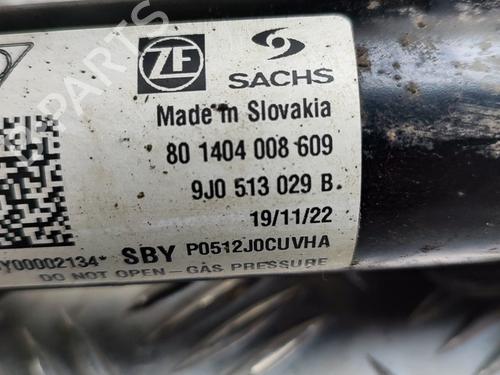 ZF SACHS
Made in Slovakia
80 1404 008 609
9J0 513 029 B
19/11/22
Y00002134* SBY P0512J0CUVHA
DO NOT OPEN-GAS PRESSURE